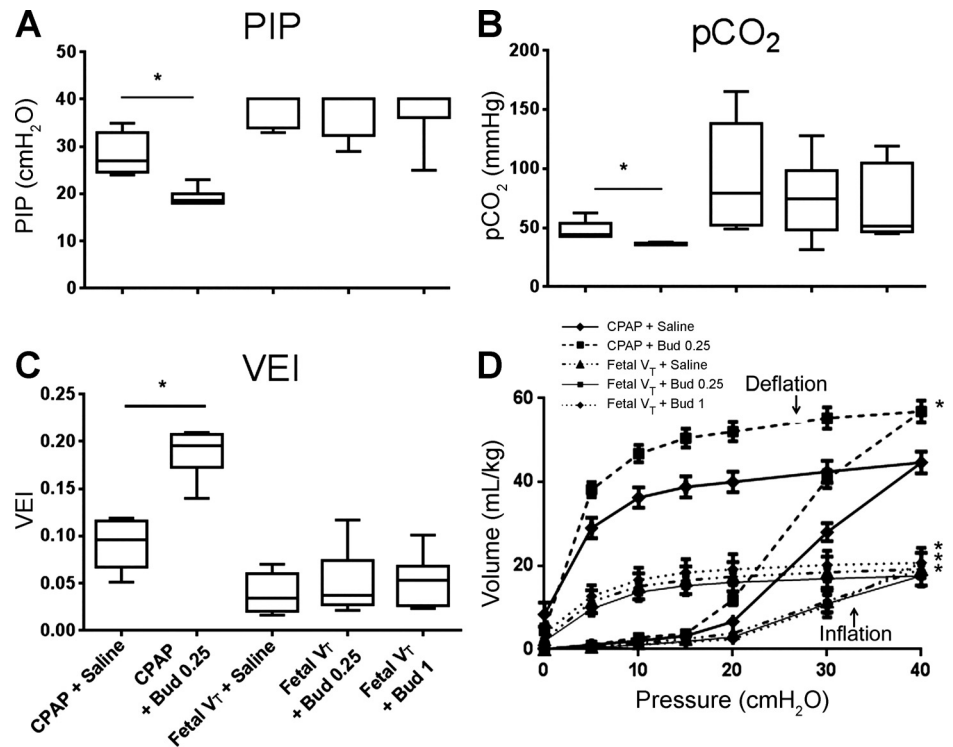 A
PIP
PIP (cmH2O)
50
40
30
20
10
0
*
B
pCO2
pCO2 (mmHg)
200
150
100
50
0
*
C
VEI
VEI
0.25
0.20
0.15
0.10
0.05
0.00
*
CPAP + Saline
CPAP
+ Bud 0.25
Fetal VT + Saline
Fetal VT
+ Bud 0.25
Fetal VT
+ Bud 1
D
CPAP + Saline
CPAP + Bud 0.25
Fetal VT + Saline
Fetal VT + Bud 0.25
Fetal VT + Bud 1
Deflation
Inflation
Volume (mL/kg)
60
40
20
0
*
*
*
*
0
10
20
30
40
Pressure (cmH2O)